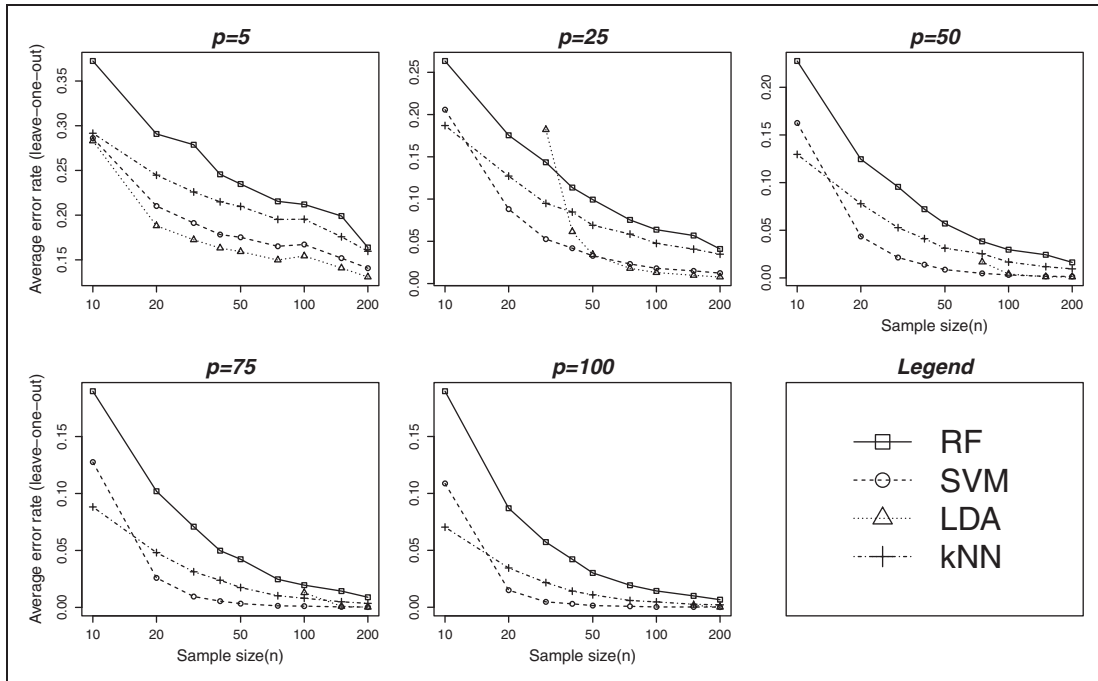 p=5
p=25
p=50
Average error rate (leave−one−out)
0.15 0.20 0.25 0.30 0.35
10 20 50 100 200
0.00 0.05 0.10 0.15 0.20 0.25
10 20 50 100 200
0.00 0.05 0.10 0.15 0.20
10 20 50 100 200
Sample size(n)
p=75
p=100
Legend
Average error rate (leave−one−out)
0.00 0.05 0.10 0.15
10 20 50 100 200
Sample size(n)
0.00 0.05 0.10 0.15
10 20 50 100 200
Sample size(n)
RF
SVM
LDA
kNN